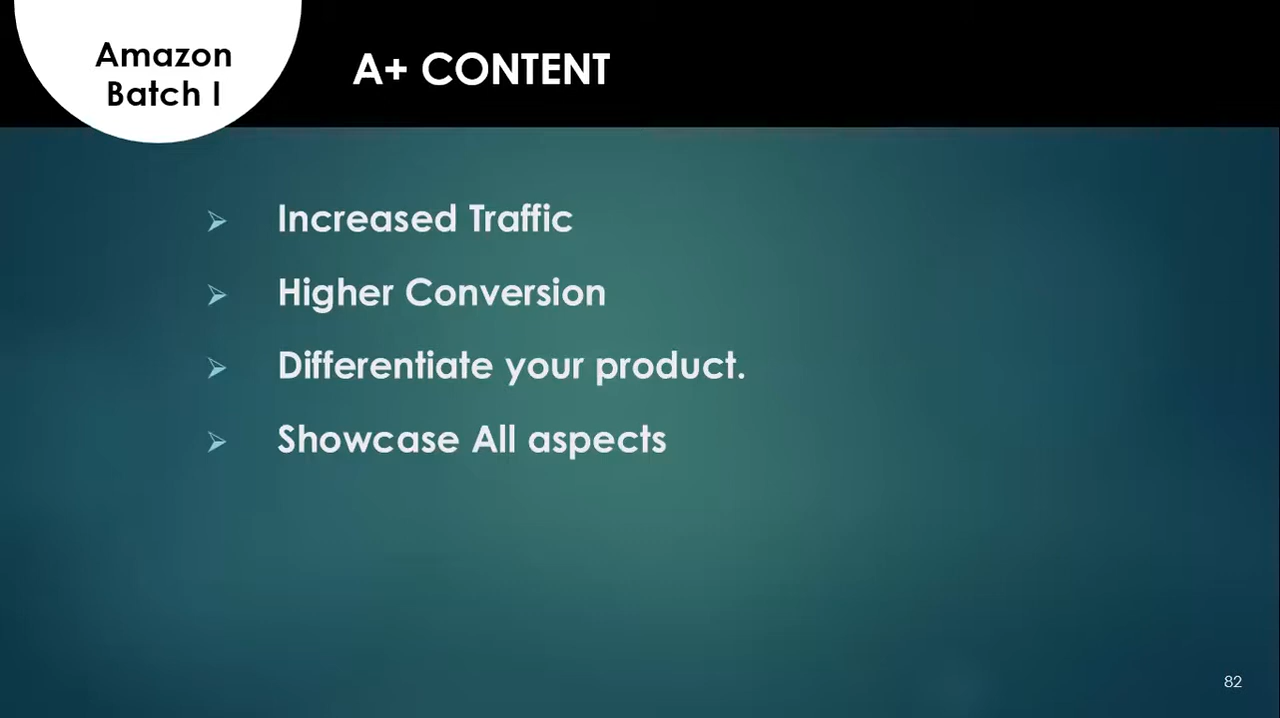 Amazon
Batch I
A+ CONTENT
Increased Traffic
Higher Conversion
Differentiate your product.
Showcase All aspects
82